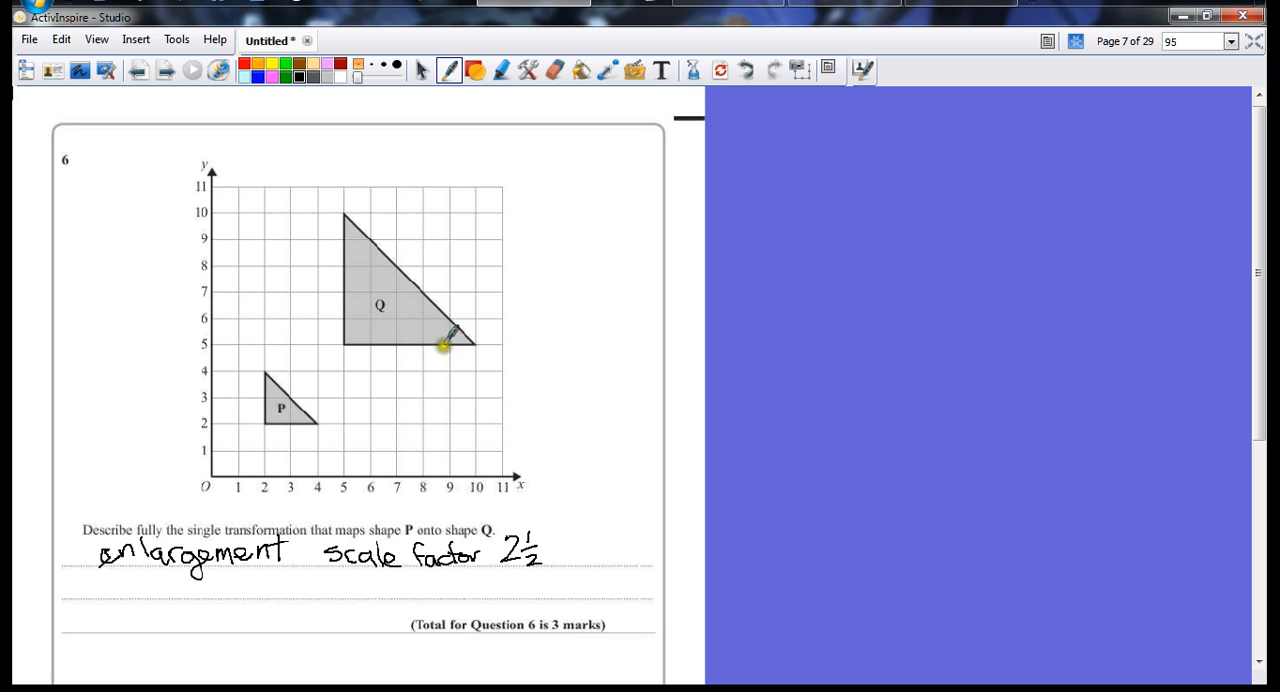 ActivInspire - Studio
File Edit View Insert Tools Help Untitled * Page 7 of 29 95
6
y
11
10
9
8
7
6
5
4
3
2
1
Q
P
O 1 2 3 4 5 6 7 8 9 10 11 x
Describe fully the single transformation that maps shape P onto shape Q.
enlargement scale factor 2½
(Total for Question 6 is 3 marks)